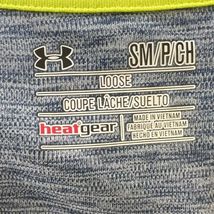 SM/P/CH
LOOSE
COUPE LÂCHE/SUELTO
heatgear
MADE IN VIETNAM
FABRIQUÉ AU VIETNAM
HECHO EN VIETNAM